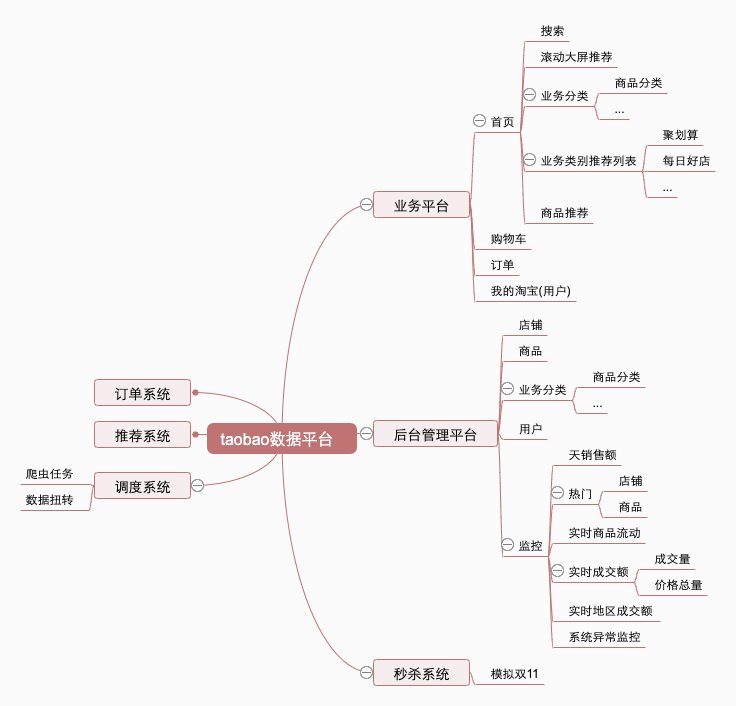 taobao数据平台
业务平台
首页
搜索
滚动大屏推荐
业务分类
商品分类
...
业务类别推荐列表
聚划算
每日好店
...
商品推荐
购物车
订单
我的淘宝(用户)
后台管理平台
店铺
商品
业务分类
商品分类
...
用户
监控
天销售额
热门
店铺
商品
实时商品流动
实时成交额
成交量
价格总量
实时地区成交额
系统异常监控
秒杀系统
模拟双11
订单系统
推荐系统
调度系统
爬虫任务
数据扭转